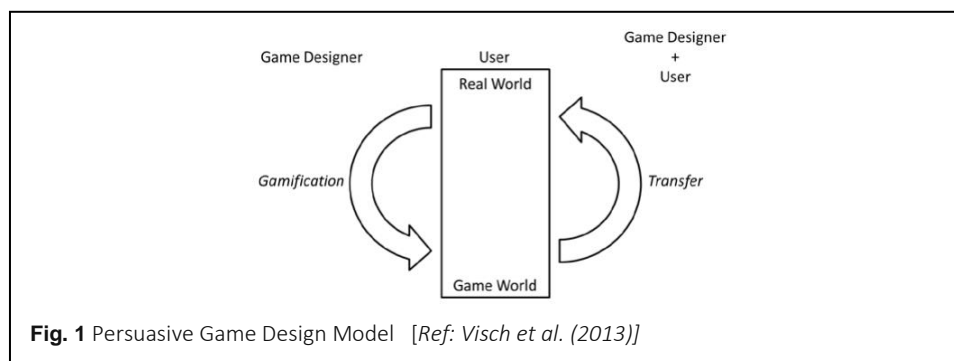 Game Designer
User
Game Designer
+
User
Real World
Gamification
Transfer
Game World
Fig. 1 Persuasive Game Design Model [Ref: Visch et al. (2013)]